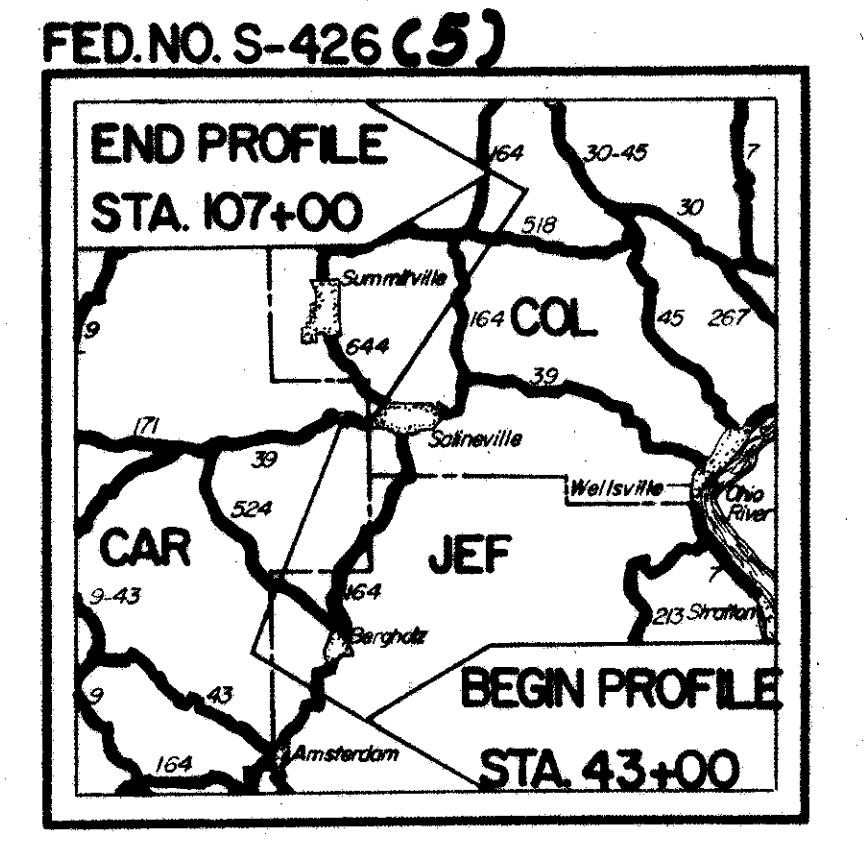 FED. NO. S-426 (5)
END PROFILE
STA. 107+00
164
30-45
7
30
518
Summitville
9
644
164
COL
45
267
39
171
Salineville
39
Wellsville
Ohio
River
524
CAR
JEF
9-43
164
7
213
Stratton
Bergholz
BEGIN PROFILE
9
43
Amsterdam
164
STA. 43+00